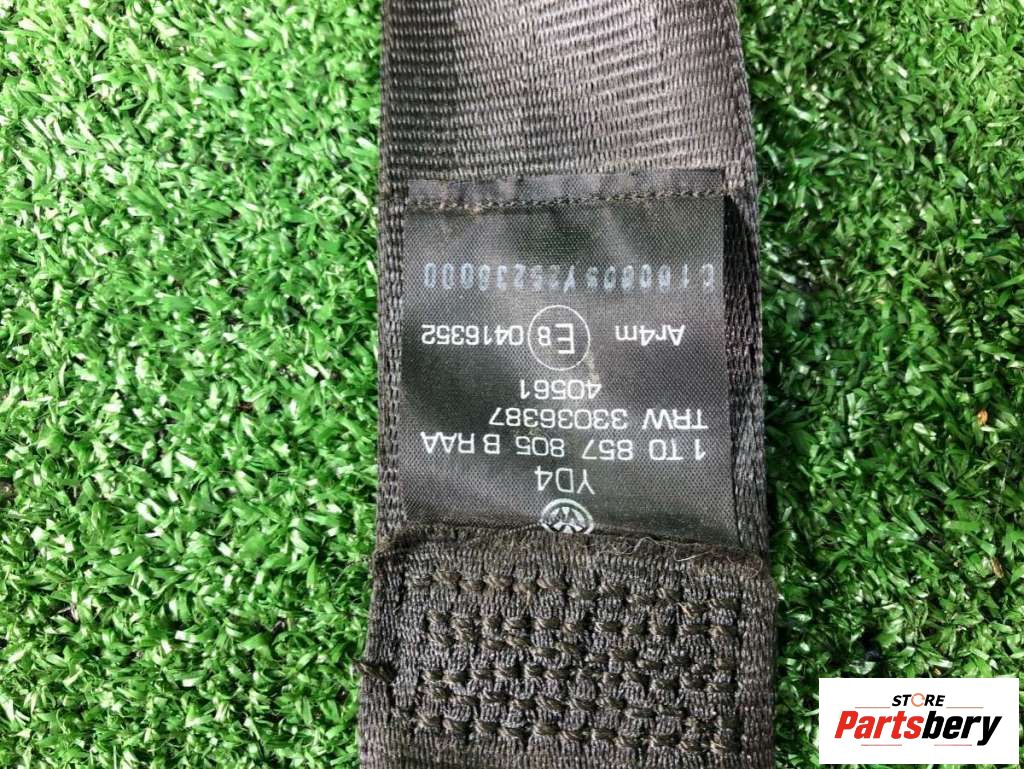 YD4
1T0 857 805 B RAA
TRW 33036387
40561
Ar4m E8 0416352
STORE
Partsbery